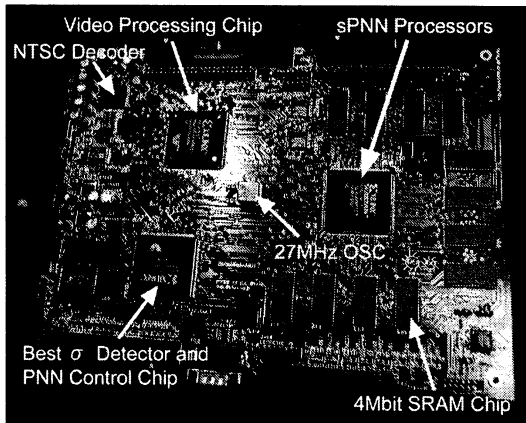 Video Processing Chip
sPNN Processors
NTSC Decoder
27MHz OSC
Best σ Detector and
PNN Control Chip
4Mbit SRAM Chip